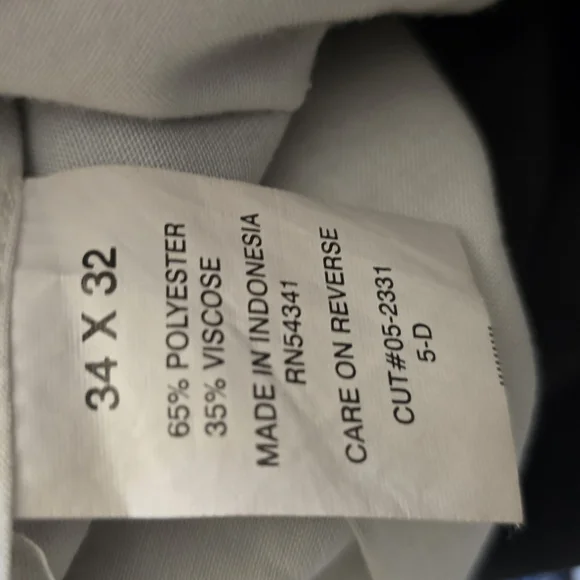 34 X 32
65% POLYESTER
35% VISCOSE
MADE IN INDONESIA
RN54341
CARE ON REVERSE
CUT#05-2331
5-D